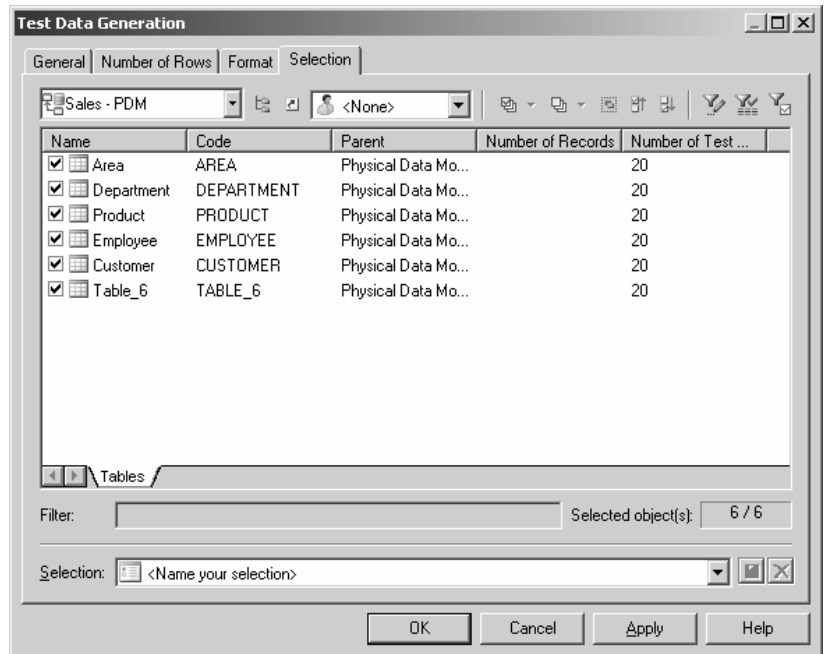 Test Data Generation
General Number of Rows Format Selection
Sales - PDM <None>
Name Code Parent Number of Records Number of Test ...
Area AREA Physical Data Mo... 20
Department DEPARTMENT Physical Data Mo... 20
Product PRODUCT Physical Data Mo... 20
Employee EMPLOYEE Physical Data Mo... 20
Customer CUSTOMER Physical Data Mo... 20
Table_6 TABLE_6 Physical Data Mo... 20
Tables
Filter: Selected object(s): 6 / 6
Selection: <Name your selection>
OK Cancel Apply Help